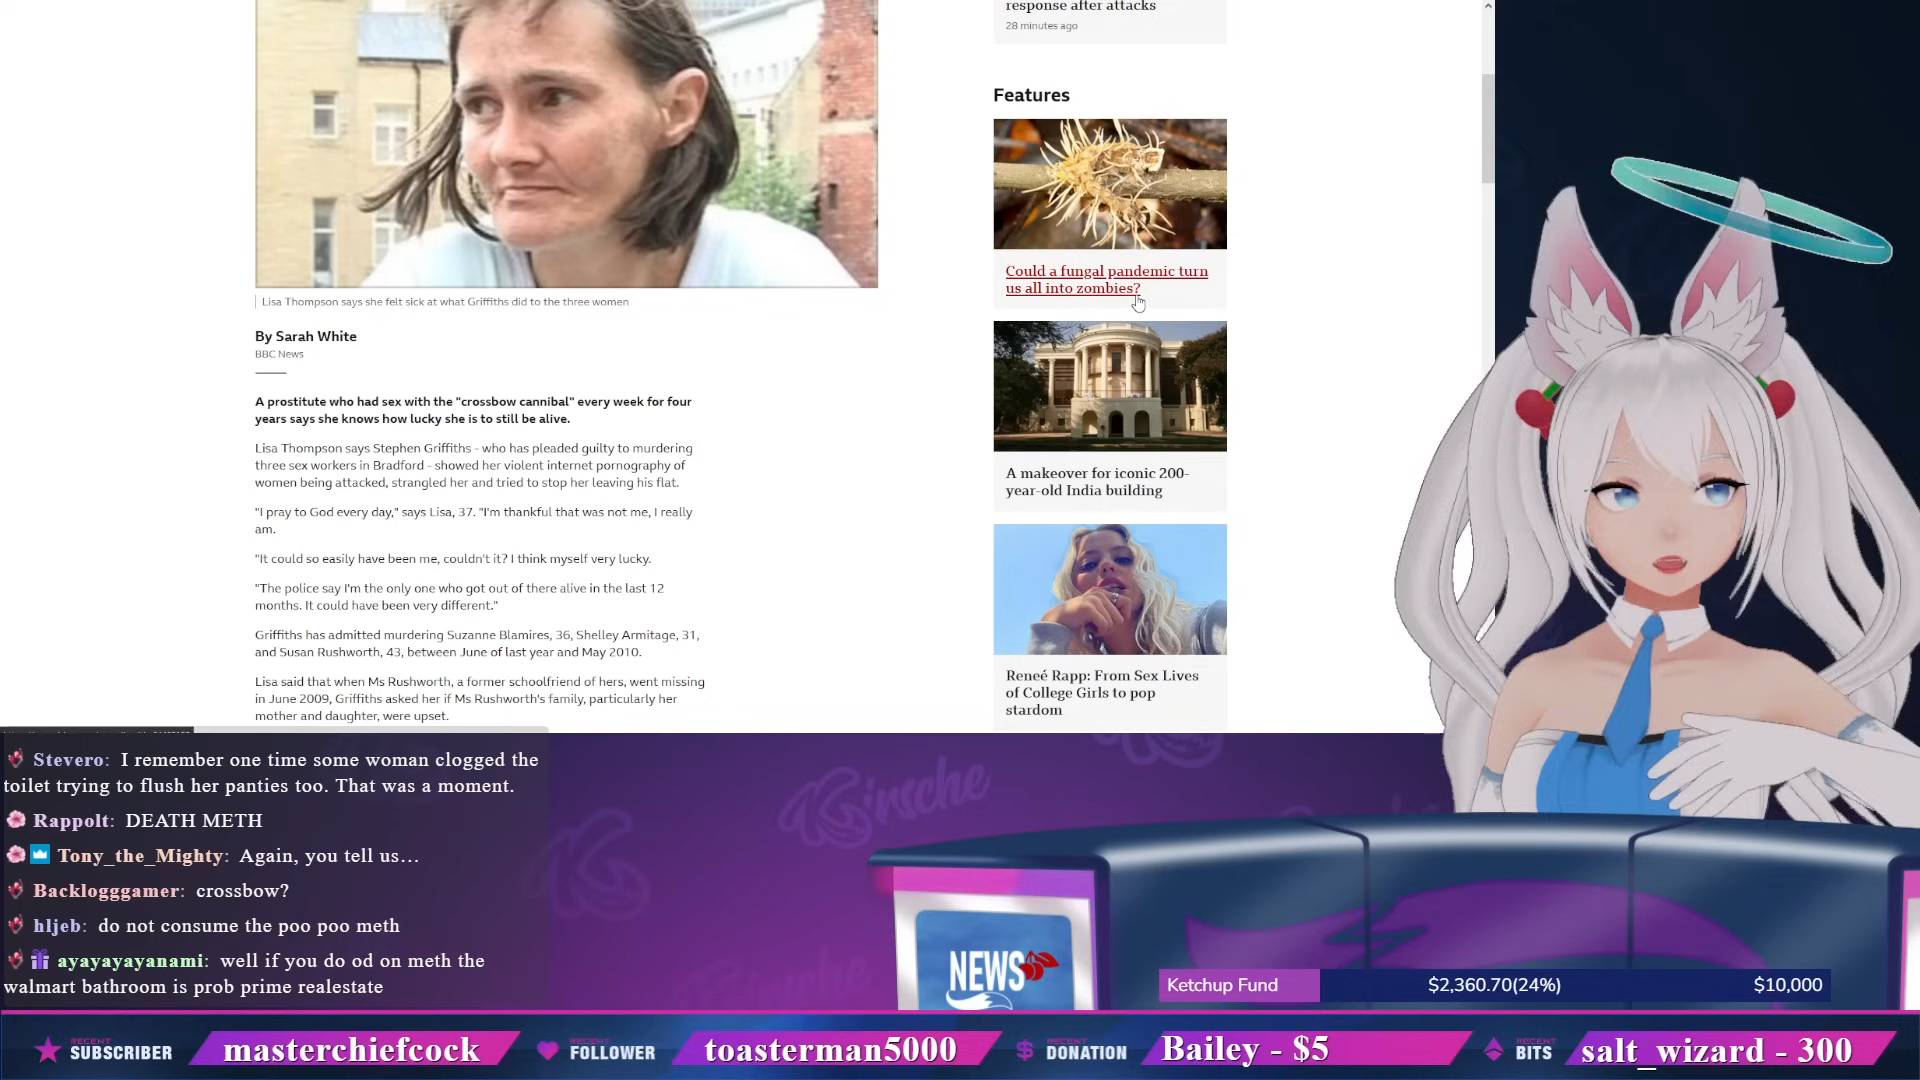 response after attacks
28 minutes ago
Features
Could a fungal pandemic turn
us all into zombies?
A makeover for iconic 200-
year-old India building
Reneé Rapp: From Sex Lives
of College Girls to pop
stardom
Lisa Thompson says she felt sick at what Griffiths did to the three women
By Sarah White
BBC News
A prostitute who had sex with the "crossbow cannibal" every week for four
years says she knows how lucky she is to still be alive.
Lisa Thompson says Stephen Griffiths - who has pleaded guilty to murdering
three sex workers in Bradford - showed her violent internet pornography of
women being attacked, strangled her and tried to stop her leaving his flat.
"I pray to God every day," says Lisa, 37. "I'm thankful that was not me, I really
am.
"It could so easily have been me, couldn't it? I think myself very lucky.
"The police say I'm the only one who got out of there alive in the last 12
months. It could have been very different."
Griffiths has admitted murdering Suzanne Blamires, 36, Shelley Armitage, 31,
and Susan Rushworth, 43, between June of last year and May 2010.
Lisa said that when Ms Rushworth, a former schoolfriend of hers, went missing
in June 2009, Griffiths asked her if Ms Rushworth's family, particularly her
mother and daughter, were upset.
Stevero: I remember one time some woman clogged the
toilet trying to flush her panties too. That was a moment.
Rappolt: DEATH METH
Tony_the_Mighty: Again, you tell us…
Backlogggamer: crossbow?
hljeb: do not consume the poo poo meth
ayayayayanami: well if you do od on meth the
walmart bathroom is prob prime realestate
Kirsche
NEWS
Ketchup Fund $2,360.70(24%) $10,000
RECENT SUBSCRIBER masterchiefcock
RECENT FOLLOWER toasterman5000
RECENT DONATION Bailey - $5
RECENT BITS salt_wizard - 300